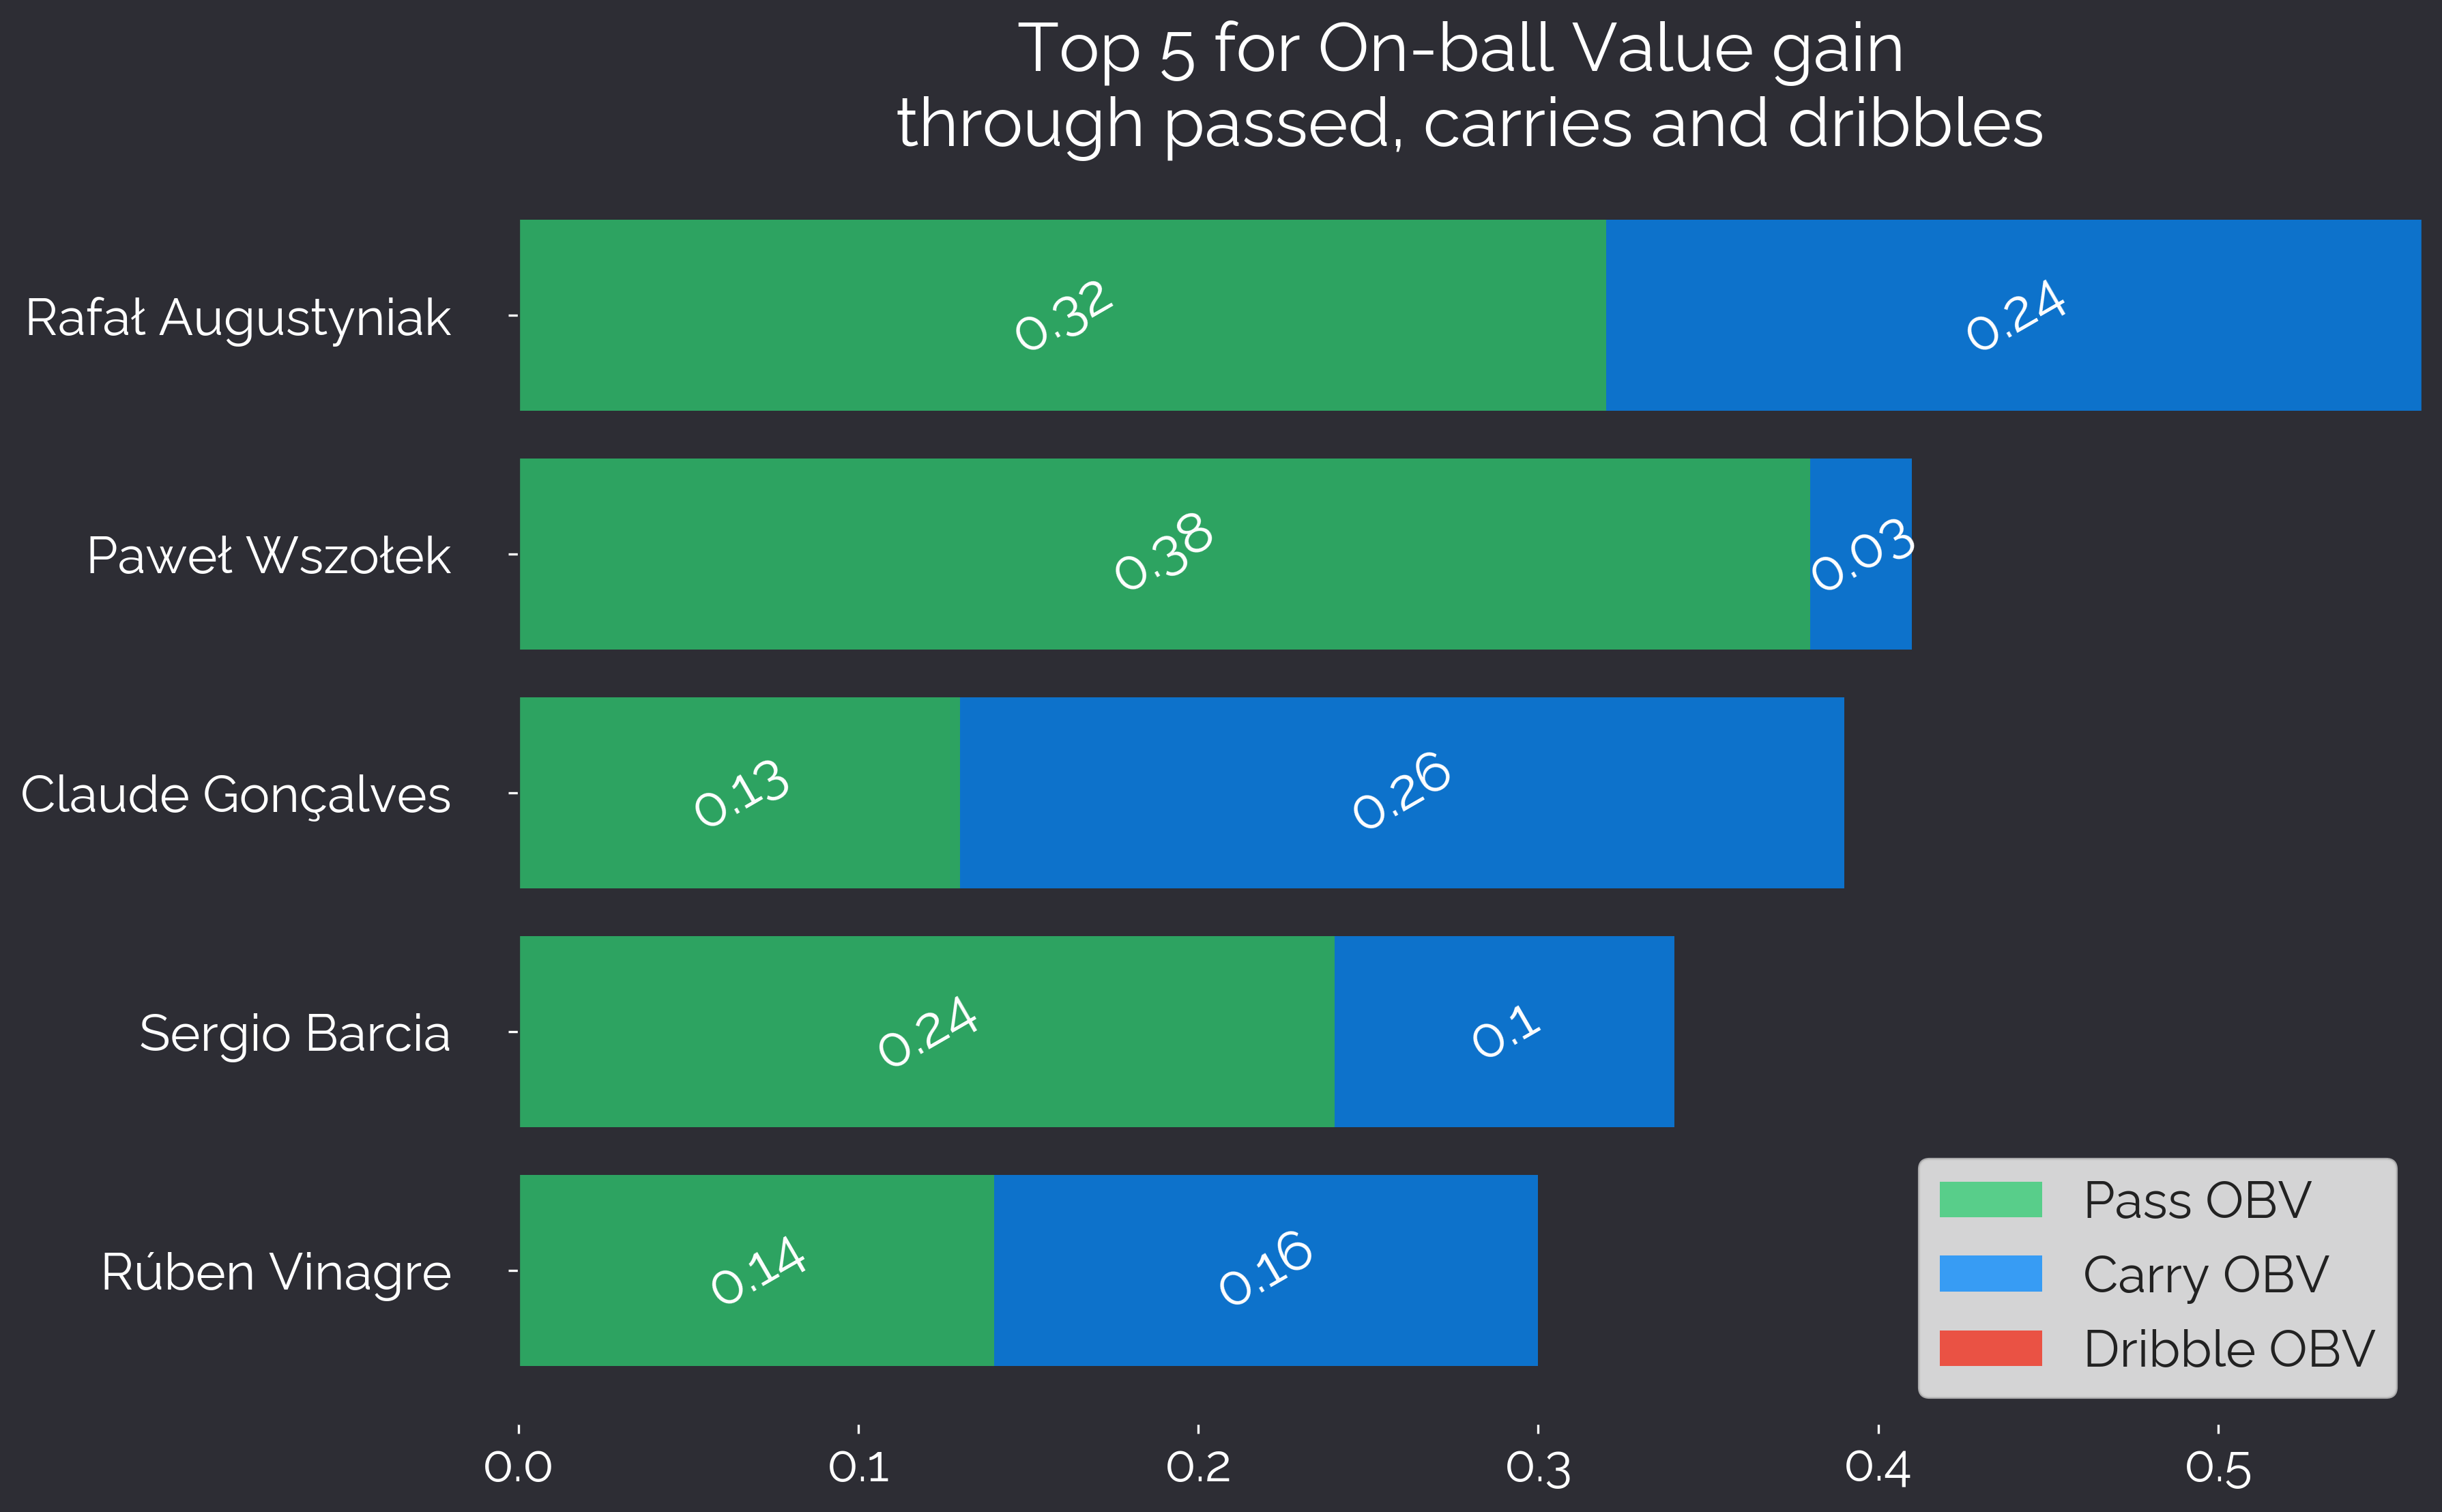 Top 5 for On-ball Value gain
through passed, carries and dribbles
Rafał Augustyniak
0.32
0.24
Paweł Wszołek
0.38
0.03
Claude Gonçalves
0.13
0.26
Sergio Barcia
0.24
0.1
Rúben Vinagre
0.14
0.16
Pass OBV
Carry OBV
Dribble OBV
0.0
0.1
0.2
0.3
0.4
0.5